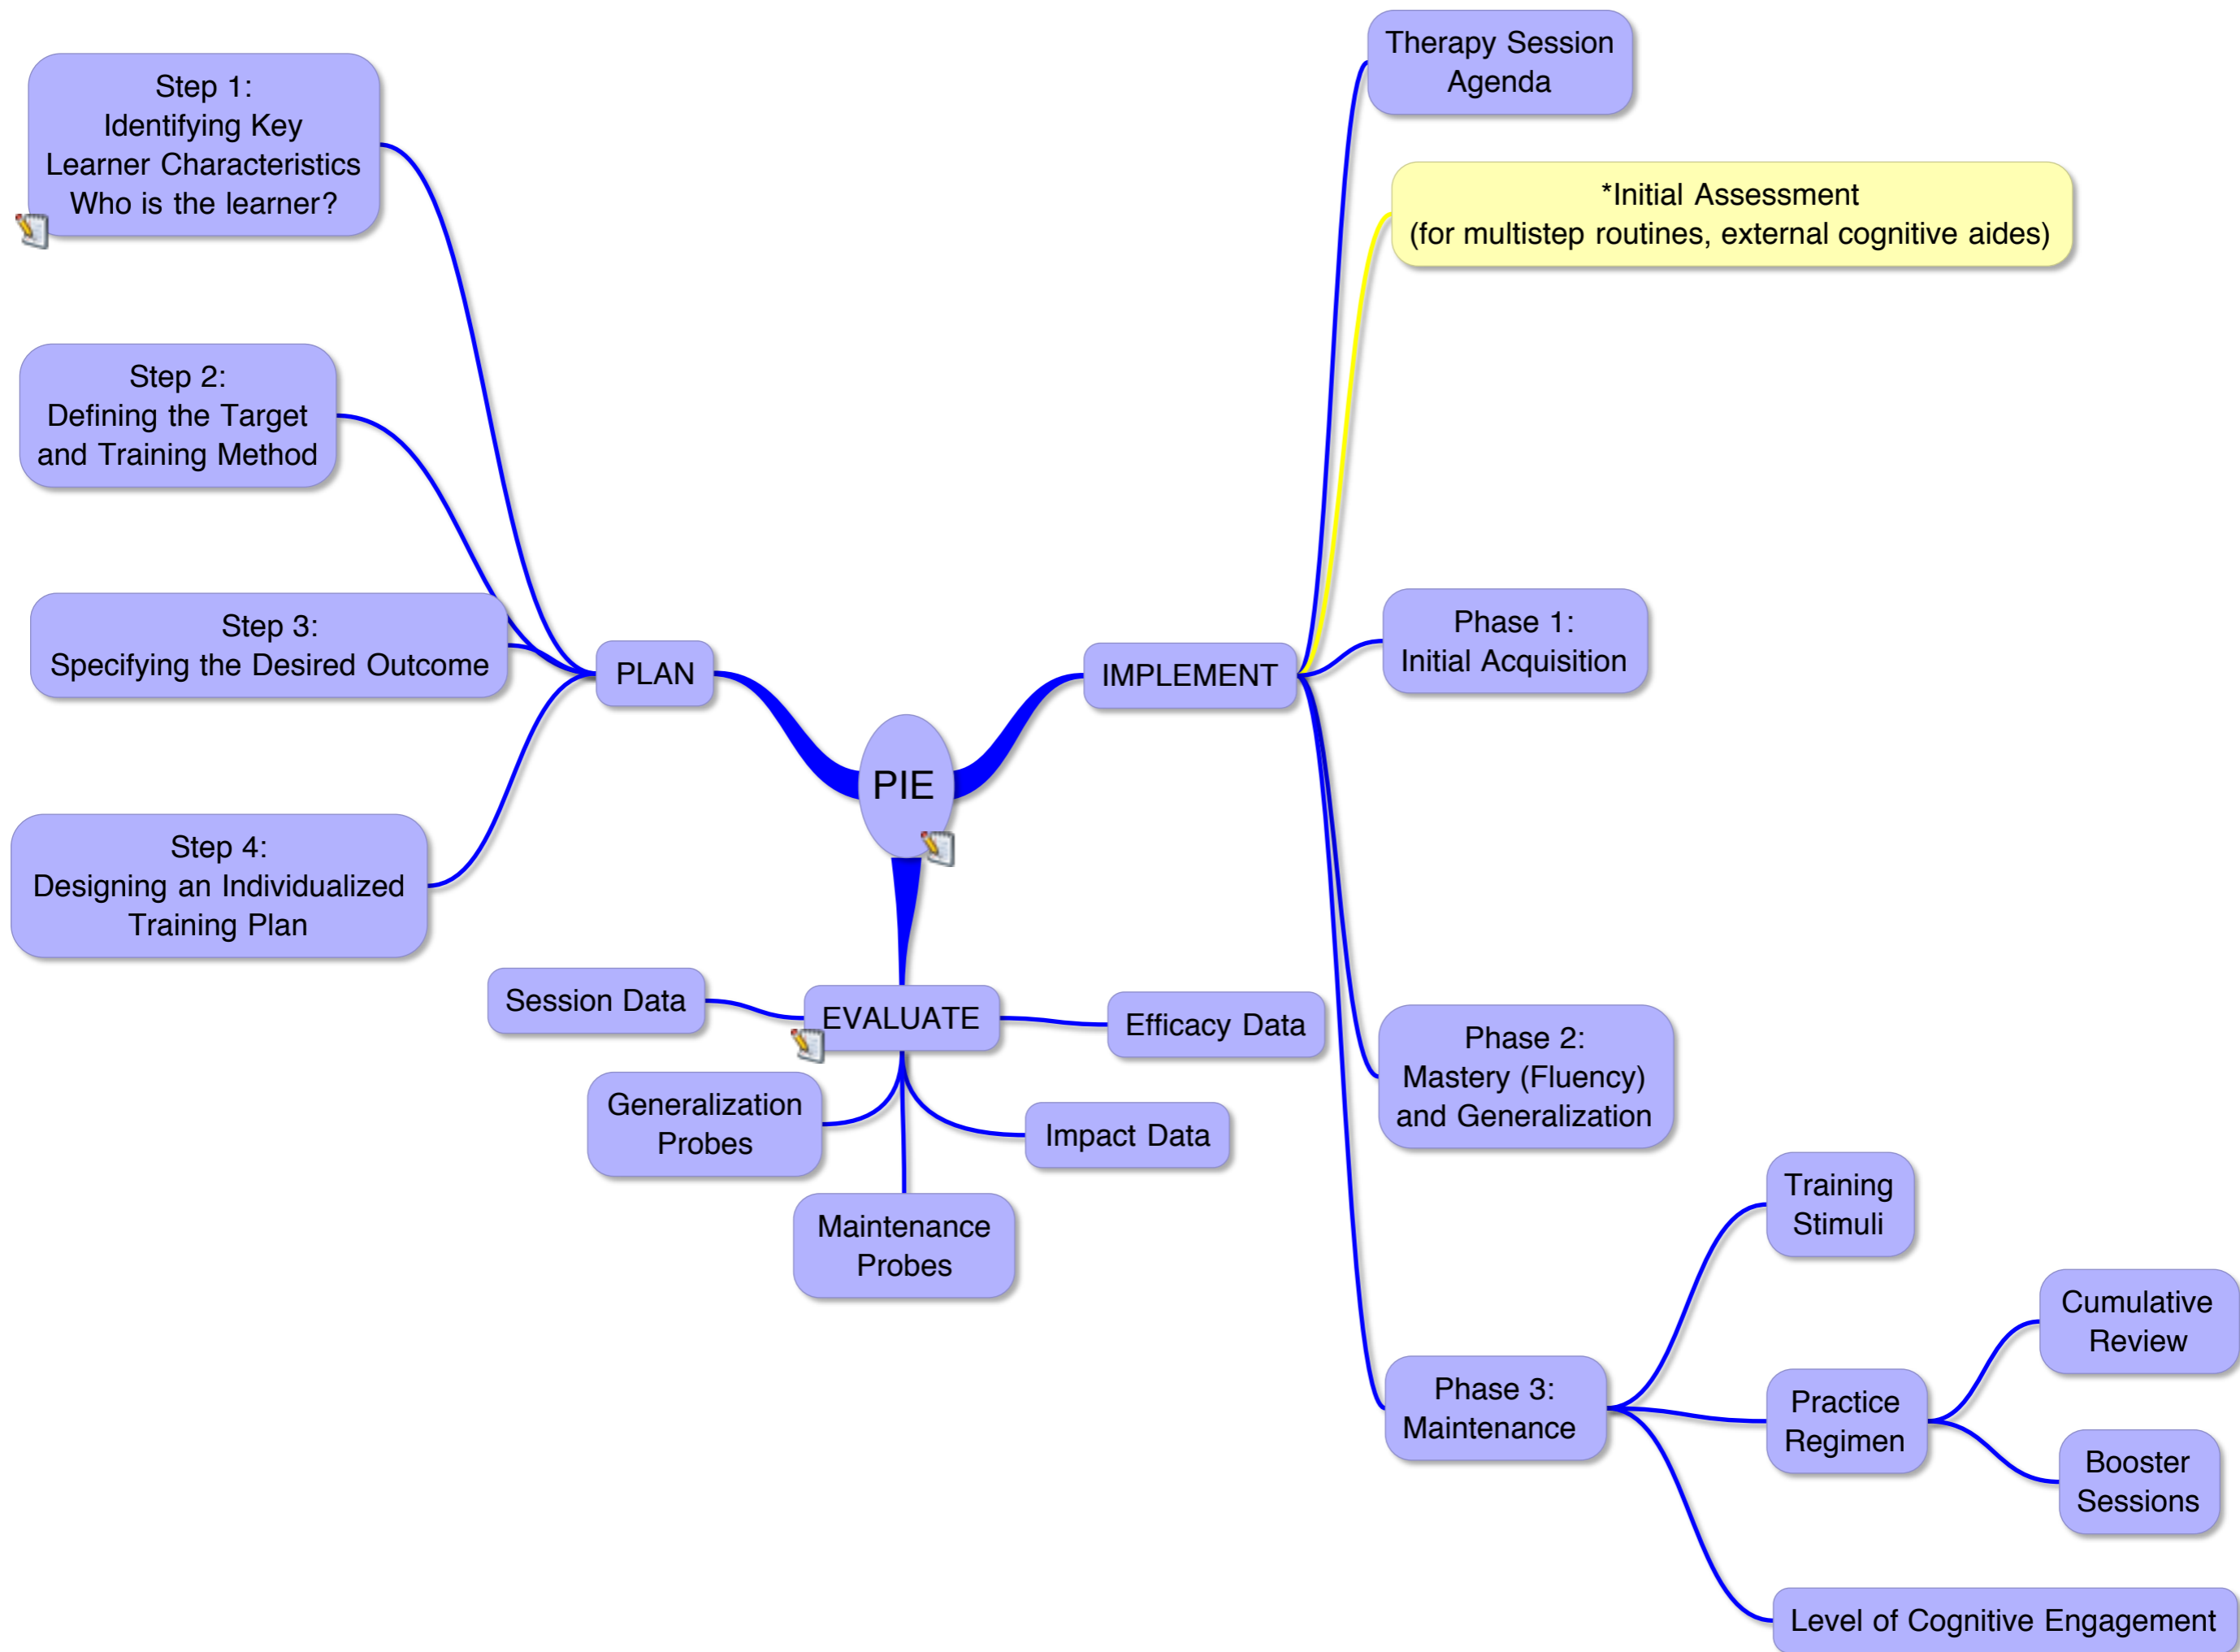 Step 1:
Identifying Key
Learner Characteristics
Who is the learner?
Step 2:
Defining the Target
and Training Method
Step 3:
Specifying the Desired Outcome
Step 4:
Designing an Individualized
Training Plan
PLAN
PIE
IMPLEMENT
Therapy Session
Agenda
*Initial Assessment
(for multistep routines, external cognitive aides)
Phase 1:
Initial Acquisition
Phase 2:
Mastery (Fluency)
and Generalization
Phase 3:
Maintenance
Training
Stimuli
Practice
Regimen
Cumulative
Review
Booster
Sessions
Level of Cognitive Engagement
EVALUATE
Session Data
Generalization
Probes
Maintenance
Probes
Impact Data
Efficacy Data